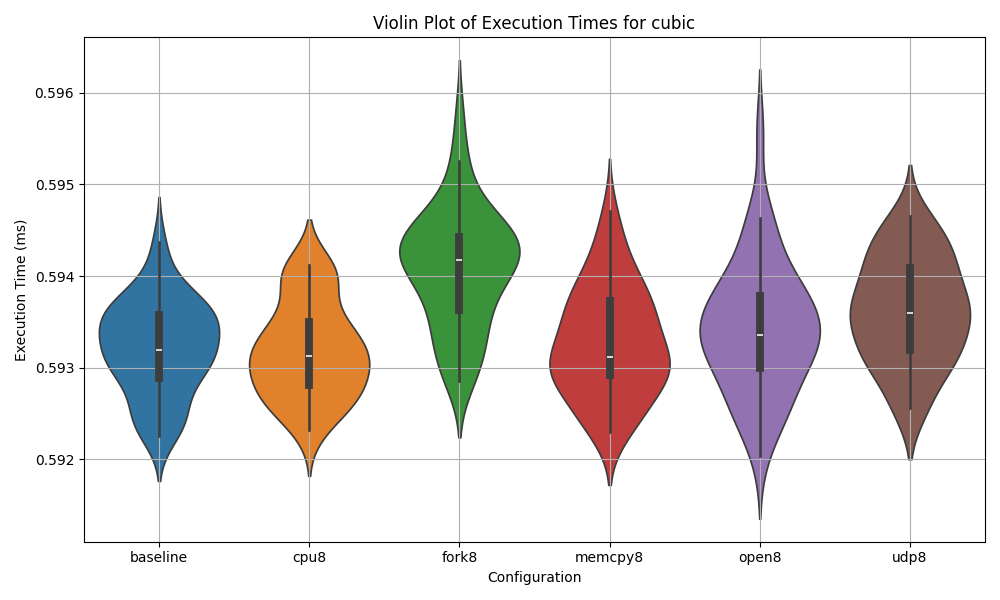 Violin Plot of Execution Times for cubic
Execution Time (ms)
0.596
0.595
0.594
0.593
0.592
baseline cpu8 fork8 memcpy8 open8 udp8
Configuration